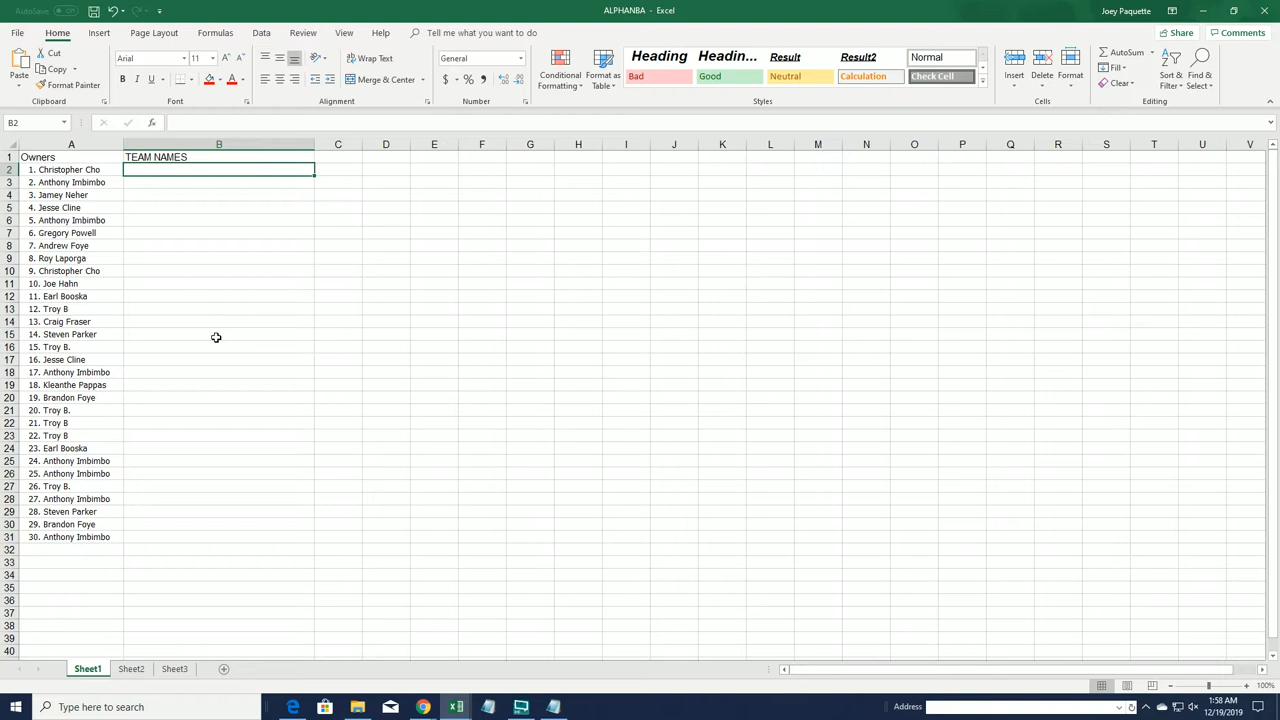 AutoSave Off
ALPHANBA - Excel
Joey Paquette
File Home Insert Page Layout Formulas Data Review View Help Tell me what you want to do
Share Comments
Paste
Cut
Copy
Format Painter
Clipboard
Arial 11
B I U
Font
Wrap Text
Merge & Center
Alignment
General
$ % ,
Number
Conditional Formatting
Format as Table
Heading Headin... Result Result2 Normal
Bad Good Neutral Calculation Check Cell
Styles
Insert Delete Format
Cells
AutoSum
Fill
Clear
Sort & Filter
Find & Select
Editing
B2
A B C D E F G H I J K L M N O P Q R S T U V
1 Owners TEAM NAMES
2 1. Christopher Cho
3 2. Anthony Imbimbo
4 3. Jamey Neher
5 4. Jesse Cline
6 5. Anthony Imbimbo
7 6. Gregory Powell
8 7. Andrew Foye
9 8. Roy Laporga
10 9. Christopher Cho
11 10. Joe Hahn
12 11. Earl Booska
13 12. Troy B
14 13. Craig Fraser
15 14. Steven Parker
16 15. Troy B.
17 16. Jesse Cline
18 17. Anthony Imbimbo
19 18. Kleanthe Pappas
20 19. Brandon Foye
21 20. Troy B.
22 21. Troy B
23 22. Troy B
24 23. Earl Booska
25 24. Anthony Imbimbo
26 25. Anthony Imbimbo
27 26. Troy B.
28 27. Anthony Imbimbo
29 28. Steven Parker
30 29. Brandon Foye
31 30. Anthony Imbimbo
32
33
34
35
36
37
38
39
40
Sheet1 Sheet2 Sheet3
100%
Type here to search
Address
1:58 AM
12/19/2019